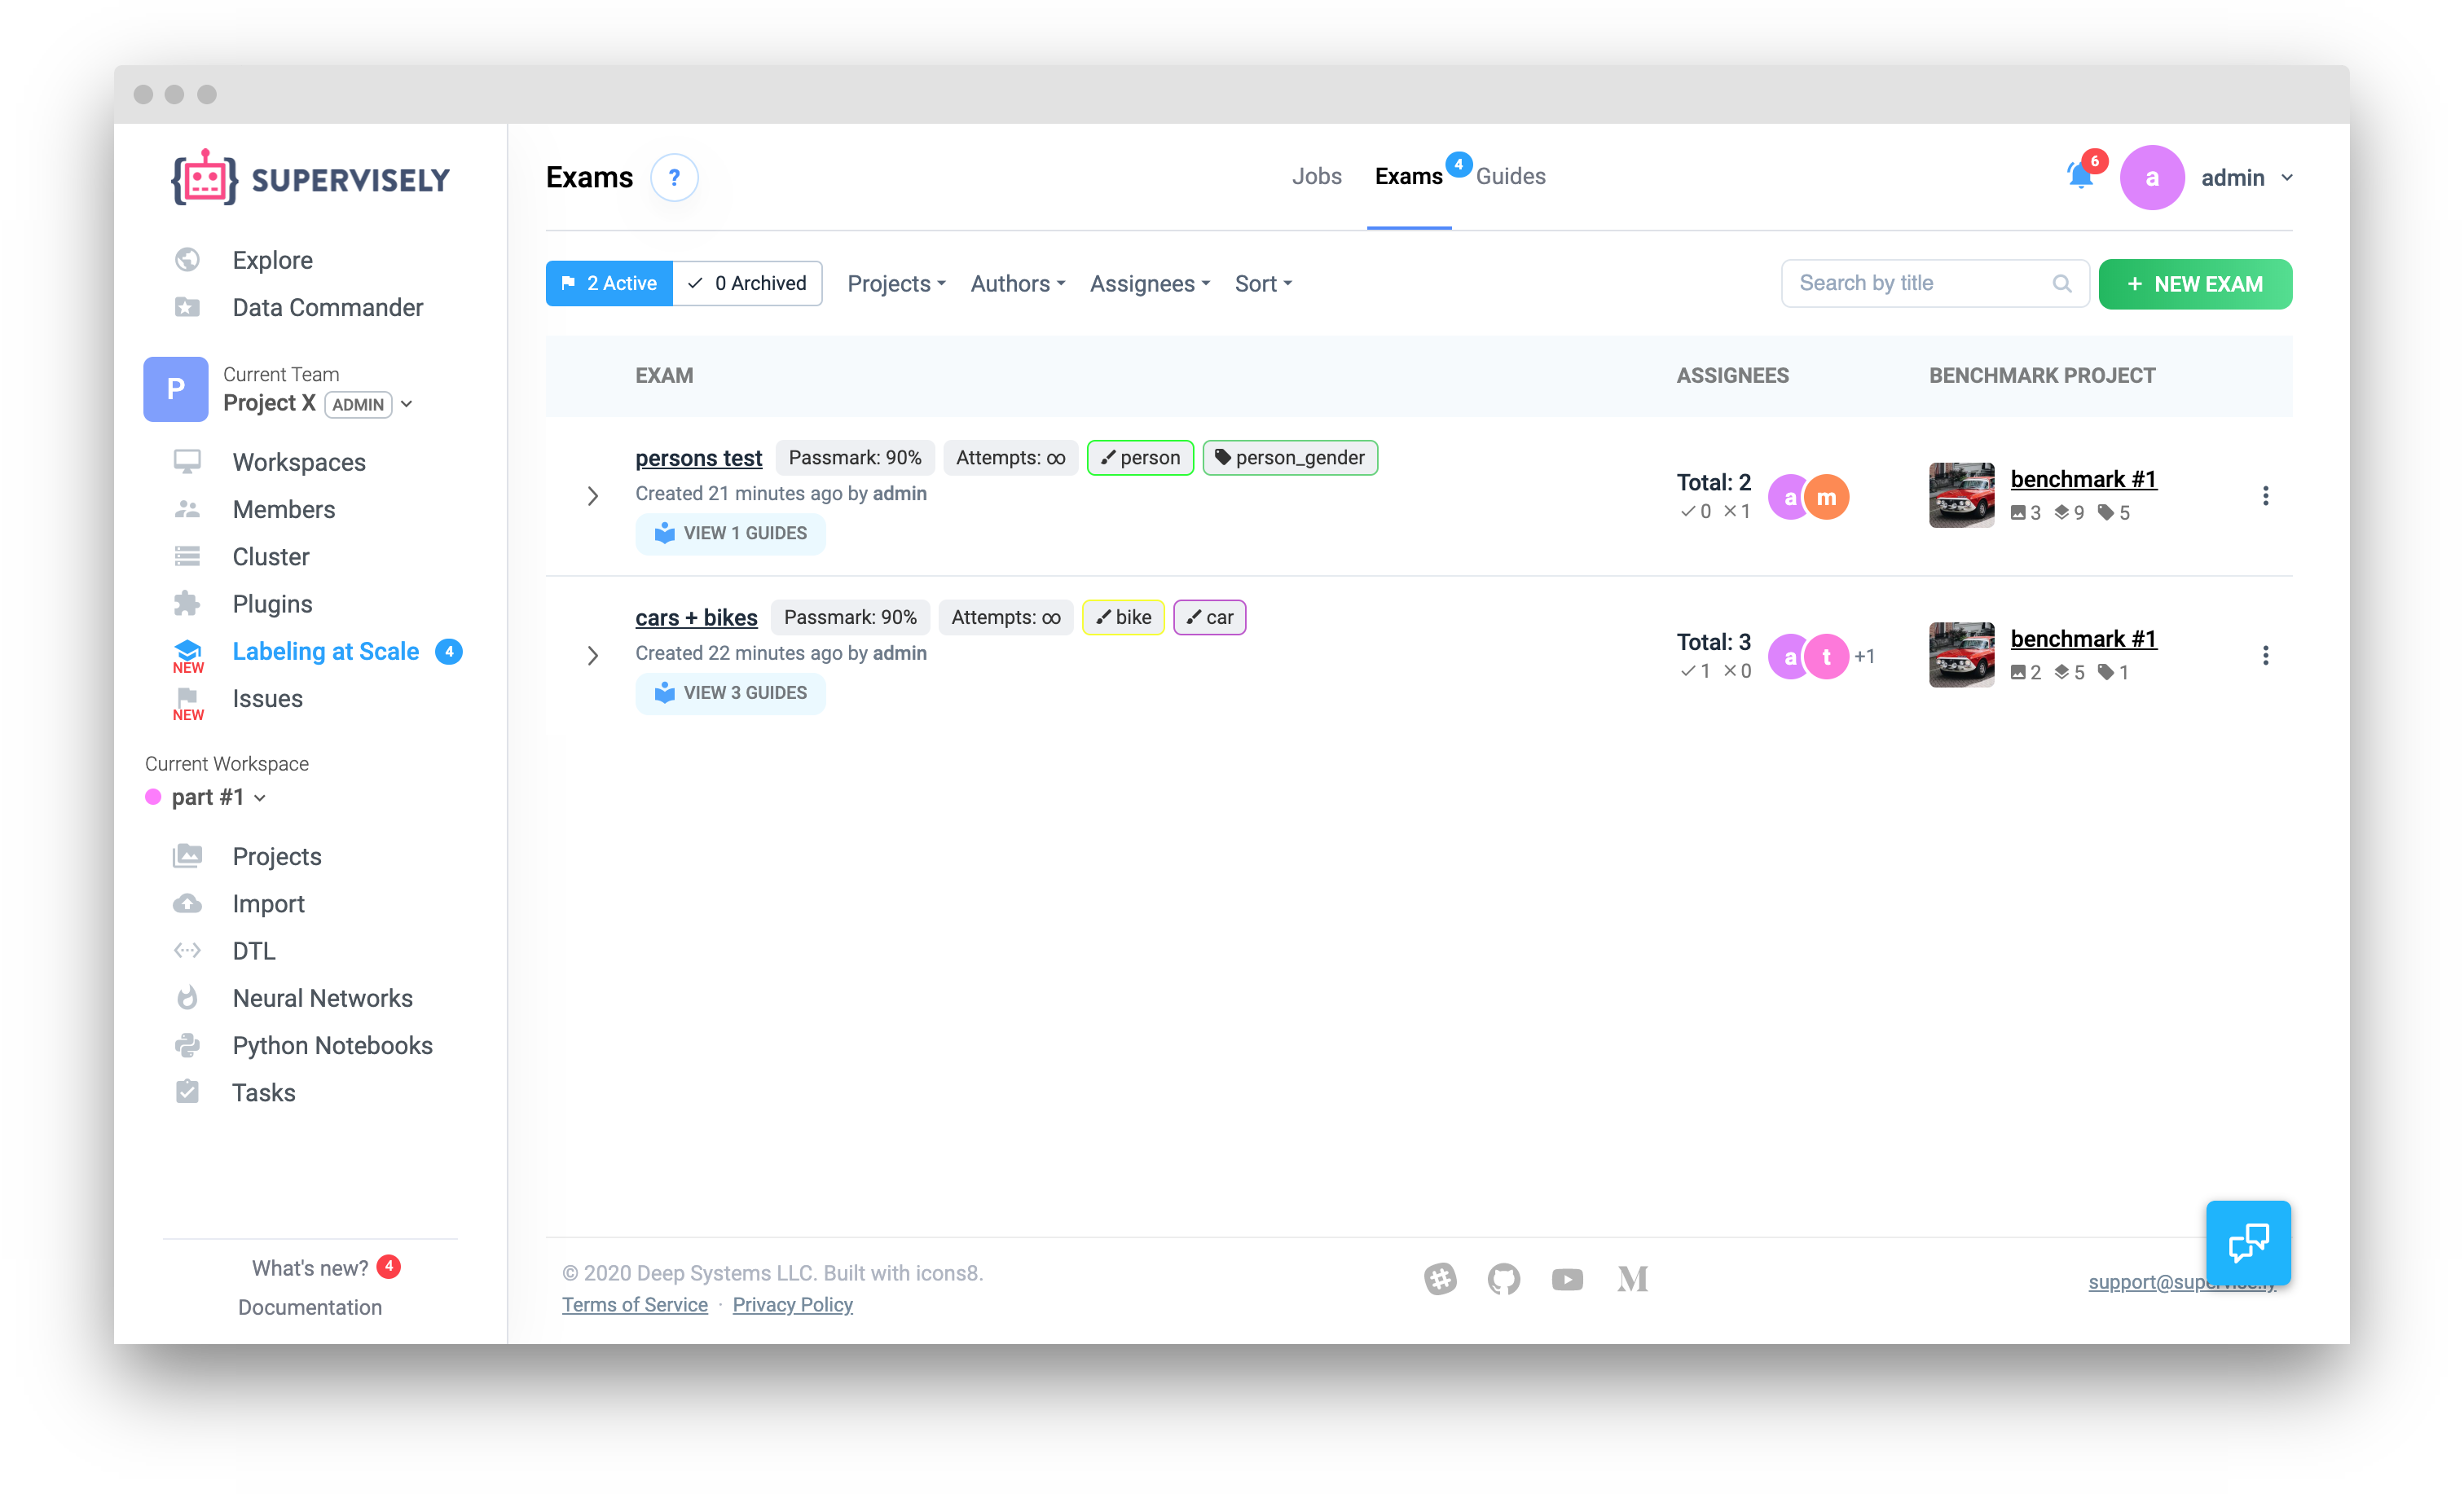 SUPERVISELY
Explore
Data Commander
P
Current Team
Project X ADMIN
Workspaces
Members
Cluster
Plugins
Labeling at Scale 4
NEW
Issues
NEW
Current Workspace
part #1
Projects
Import
DTL
Neural Networks
Python Notebooks
Tasks
What's new? 4
Documentation
Exams ?
Jobs Exams 4 Guides
6 a admin
2 Active 0 Archived Projects Authors Assignees Sort
Search by title
+ NEW EXAM
EXAM ASSIGNEES BENCHMARK PROJECT
persons test Passmark: 90% Attempts: ∞ person person_gender
Created 21 minutes ago by admin
VIEW 1 GUIDES
Total: 2
0 1
a m
benchmark #1
3 9 5
cars + bikes Passmark: 90% Attempts: ∞ bike car
Created 22 minutes ago by admin
VIEW 3 GUIDES
Total: 3
1 0
a t +1
benchmark #1
2 5 1
© 2020 Deep Systems LLC. Built with icons8.
Terms of Service · Privacy Policy